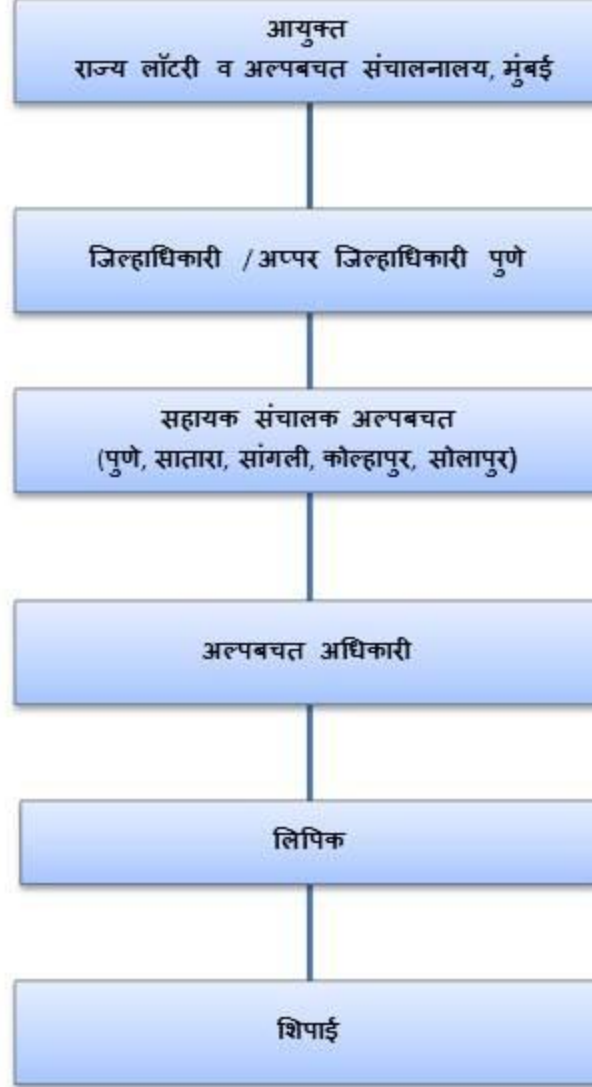 आयुक्त
राज्य लॉटरी व अल्पबचत संचालनालय, मुंबई
जिल्हाधिकारी /अप्पर जिल्हाधिकारी पुणे
सहायक संचालक अल्पबचत
(पुणे, सातारा, सांगली, कोल्हापुर, सोलापुर)
अल्पबचत अधिकारी
लिपिक
शिपाई